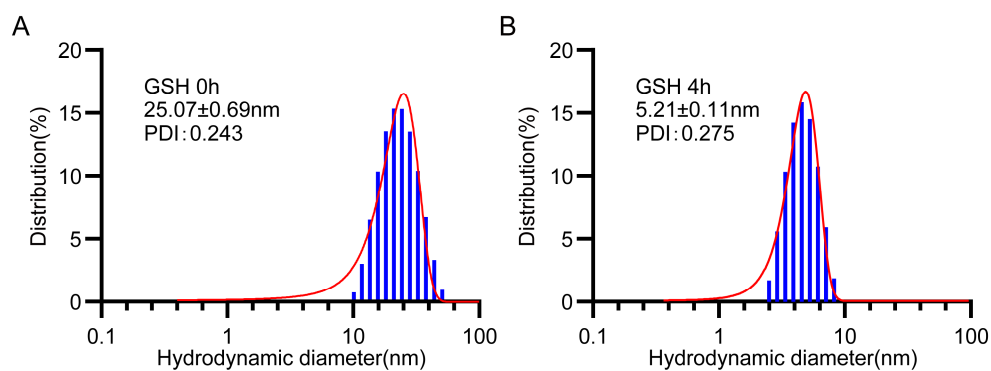 A
Distribution(%)
20
15
10
5
0
GSH 0h
25.07±0.69nm
PDI:0.243
0.1 1 10 100
Hydrodynamic diameter(nm)
B
Distribution(%)
20
15
10
5
0
GSH 4h
5.21±0.11nm
PDI:0.275
0.1 1 10 100
Hydrodynamic diameter(nm)